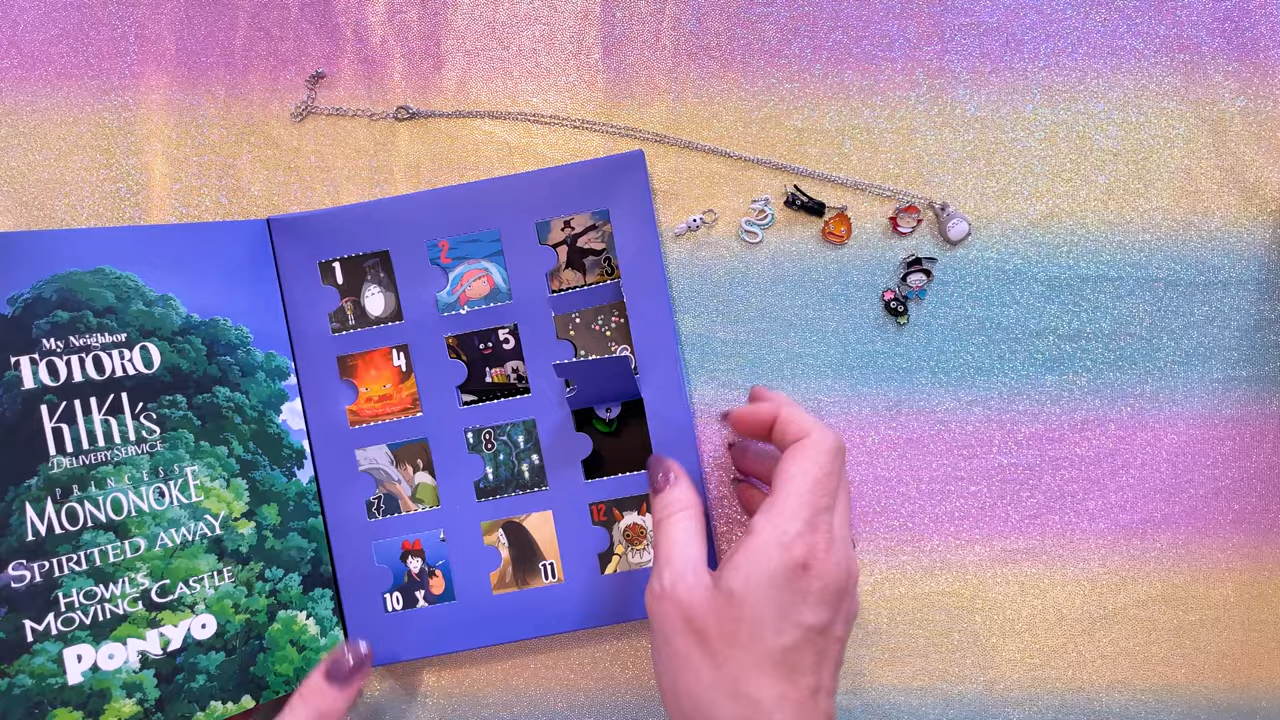 My Neighbor
TOTORO
KIKI's
DELIVERY SERVICE
PRINCESS
MONONOKE
SPIRITED AWAY
HOWL'S
MOVING CASTLE
PONYO
1
2
3
4
5
7
8
10
11
12